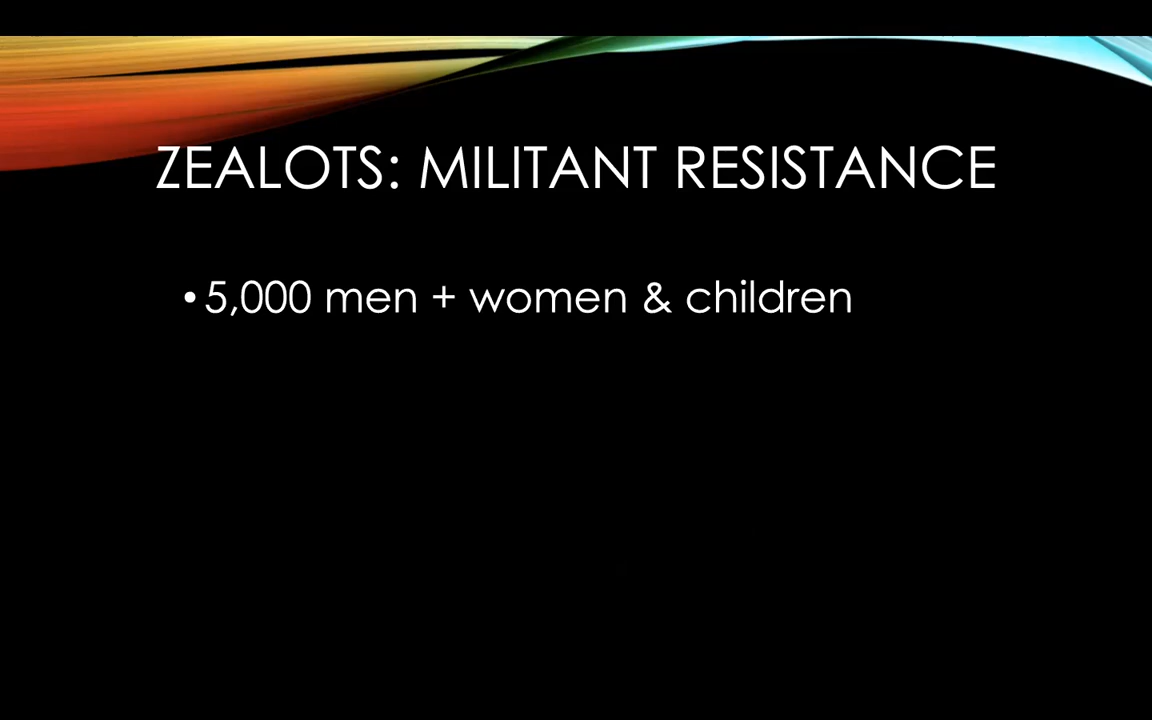 ZEALOTS: MILITANT RESISTANCE
•5,000 men + women & children